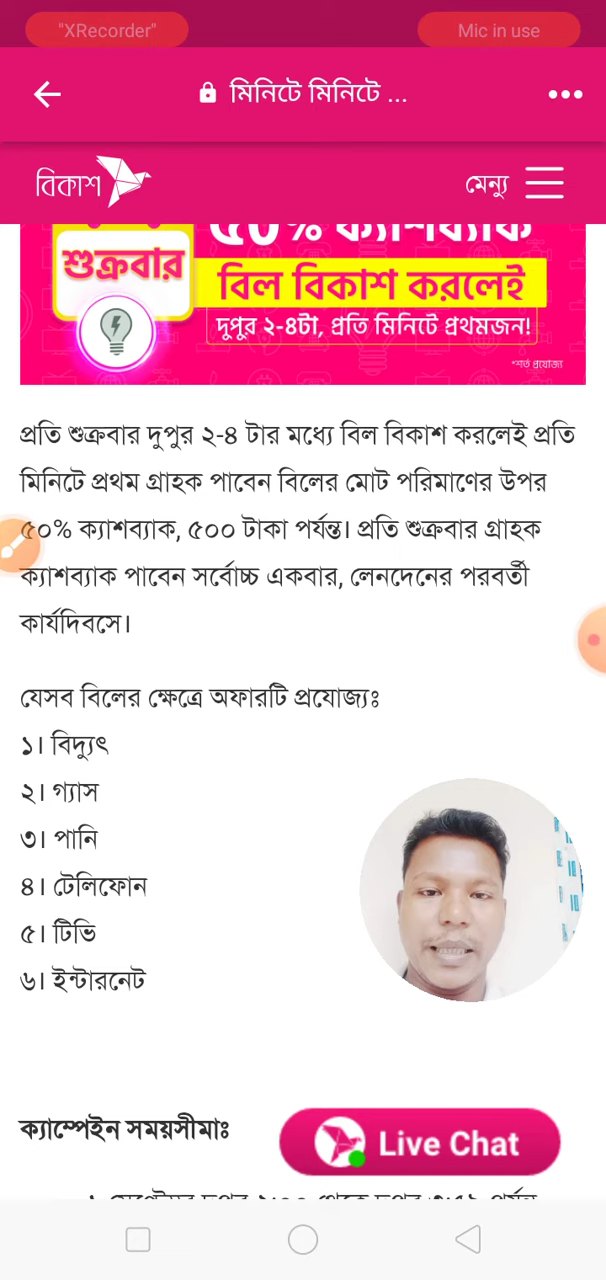 "XRecorder"
Mic in use
মিনিটে মিনিটে ...
বিকাশ
মেন্যু
৫০% ক্যাশব্যাক
শুক্রবার
বিল বিকাশ করলেই
দুপুর ২-৪টা, প্রতি মিনিটে প্রথমজন!
*শর্ত প্রযোজ্য
প্রতি শুক্রবার দুপুর ২-৪ টার মধ্যে বিল বিকাশ করলেই প্রতি
মিনিটে প্রথম গ্রাহক পাবেন বিলের মোট পরিমাণের উপর
৫০% ক্যাশব্যাক, ৫০০ টাকা পর্যন্ত। প্রতি শুক্রবার গ্রাহক
ক্যাশব্যাক পাবেন সর্বোচ্চ একবার, লেনদেনের পরবর্তী
কার্যদিবসে।
যেসব বিলের ক্ষেত্রে অফারটি প্রযোজ্যঃ
১। বিদ্যুৎ
২। গ্যাস
৩। পানি
৪। টেলিফোন
৫। টিভি
৬। ইন্টারনেট
ক্যাম্পেইন সময়সীমাঃ
Live Chat